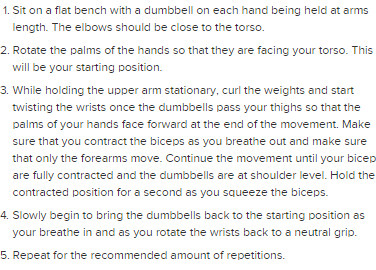 1. Sit on a flat bench with a dumbbell on each hand being held at arms
length. The elbows should be close to the torso.
2. Rotate the palms of the hands so that they are facing your torso. This
will be your starting position.
3. While holding the upper arm stationary, curl the weights and start
twisting the wrists once the dumbbells pass your thighs so that the
palms of your hands face forward at the end of the movement. Make
sure that you contract the biceps as you breathe out and make sure
that only the forearms move. Continue the movement until your bicep
are fully contracted and the dumbbells are at shoulder level. Hold the
contracted position for a second as you squeeze the biceps.
4. Slowly begin to bring the dumbbells back to the starting position as
your breathe in and as you rotate the wrists back to a neutral grip.
5. Repeat for the recommended amount of repetitions.